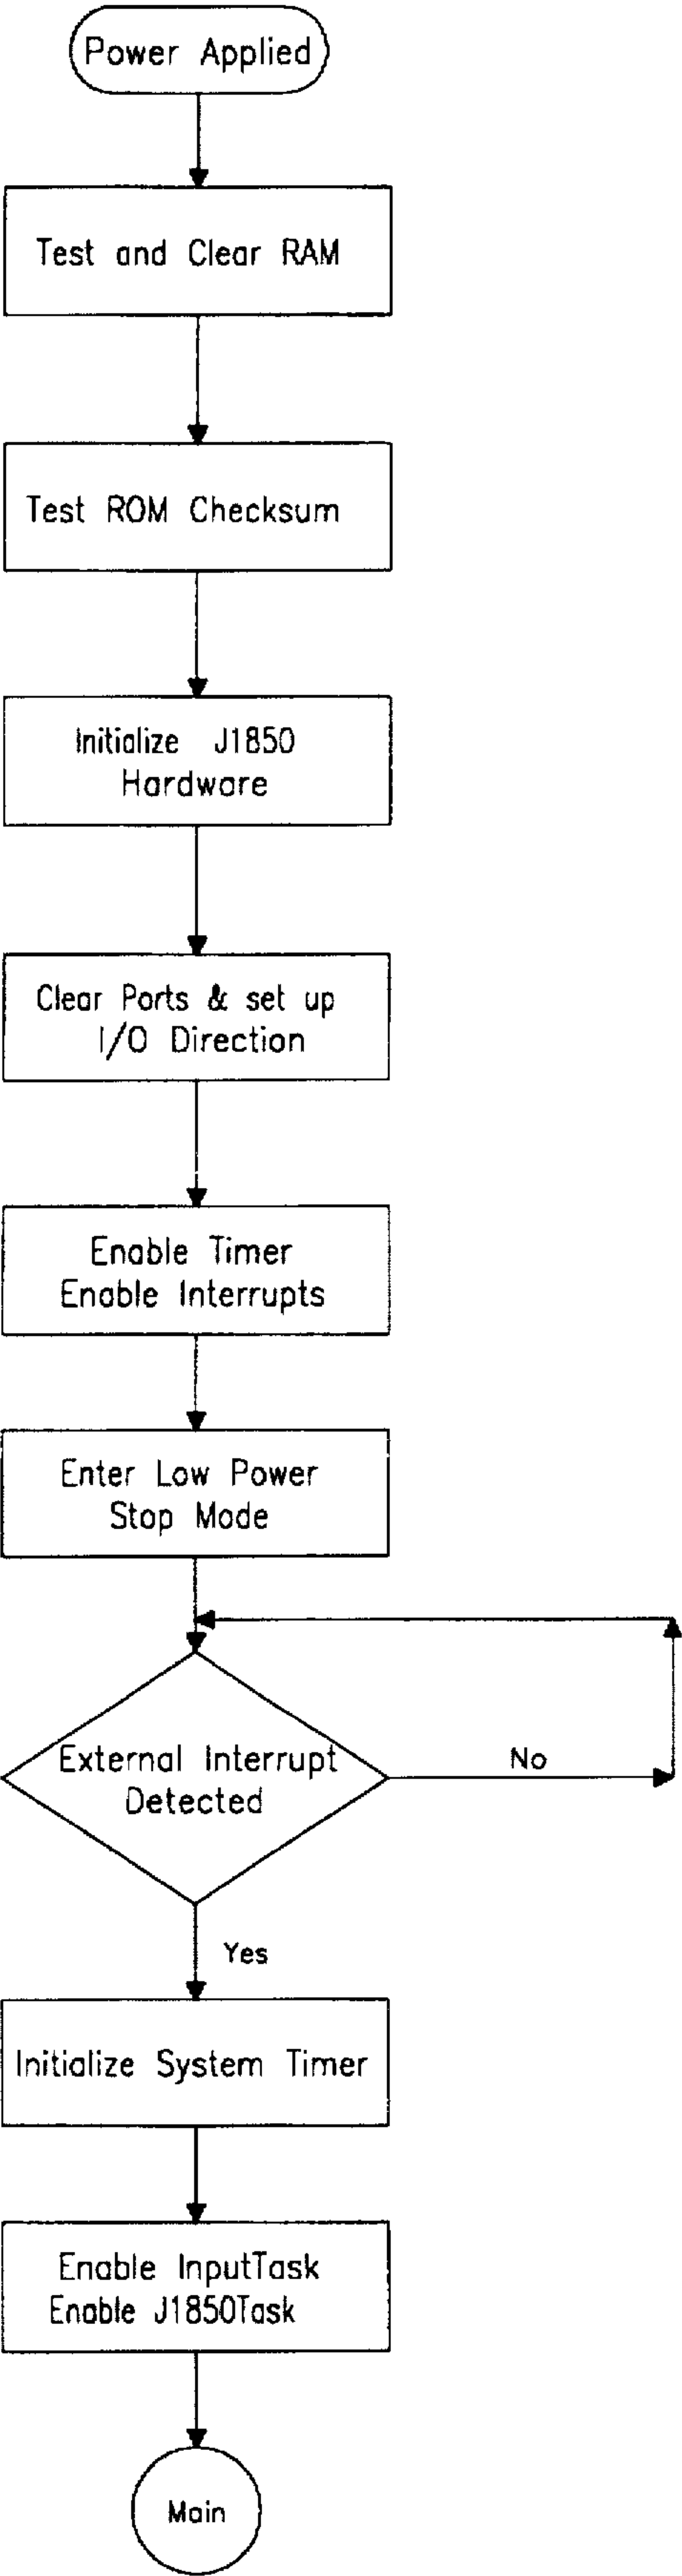 Power Applied
Test and Clear RAM
Test ROM Checksum
Initialize J1850
Hardware
Clear Ports & set up
I/O Direction
Enable Timer
Enable Interrupts
Enter Low Power
Stop Mode
External Interrupt
Detected
No
Yes
Initialize System Timer
Enable InputTask
Enable J1850Task
Main